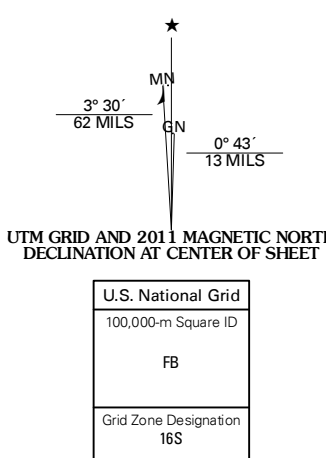 ★
MN
3° 30´
62 MILS
GN
0° 43´
13 MILS
UTM GRID AND 2011 MAGNETIC NORTH
DECLINATION AT CENTER OF SHEET
U.S. National Grid
100,000-m Square ID
FB
Grid Zone Designation
16S